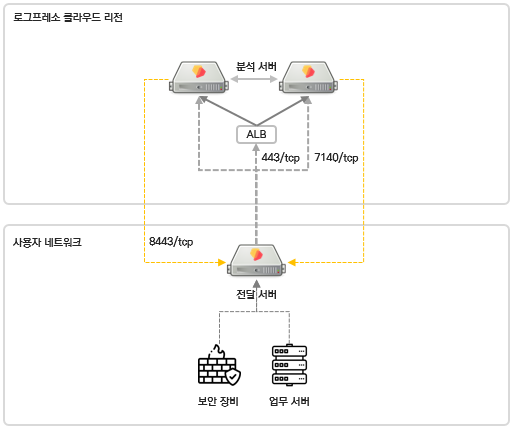 로그프레소 클라우드 리전
분석 서버
ALB
443/tcp
7140/tcp
사용자 네트워크
8443/tcp
전달 서버
보안 장비
업무 서버